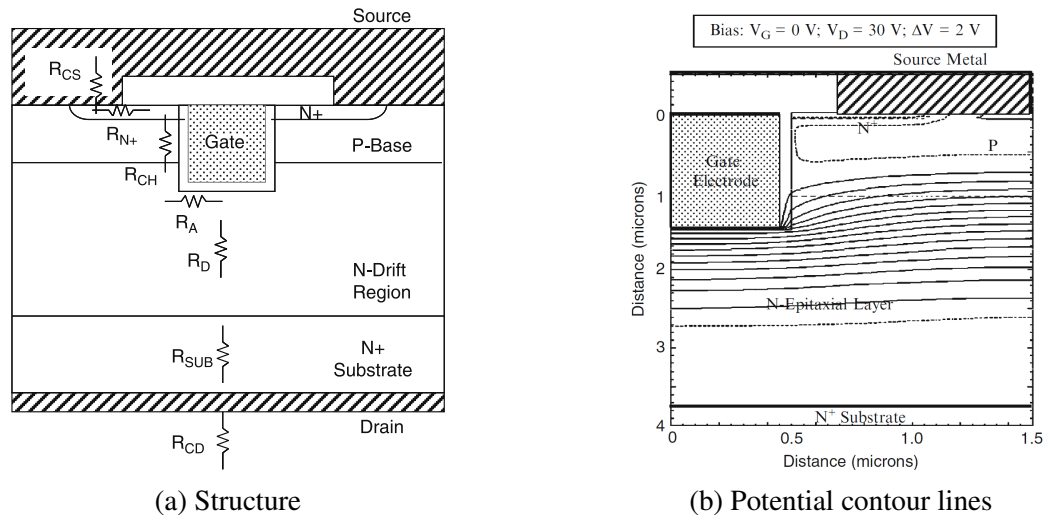 Source
R_CS
N+
R_N+
Gate
P-Base
R_CH
R_A
R_D
N-Drift
Region
R_SUB
N+
Substrate
Drain
R_CD
(a) Structure
Bias: V_G = 0 V; V_D = 30 V; ΔV = 2 V
Source Metal
0
N⁺
P
Gate
Electrode
1
2
N-Epitaxial Layer
3
N⁺ Substrate
4
Distance (microns)
0
0.5
1.0
1.5
Distance (microns)
(b) Potential contour lines